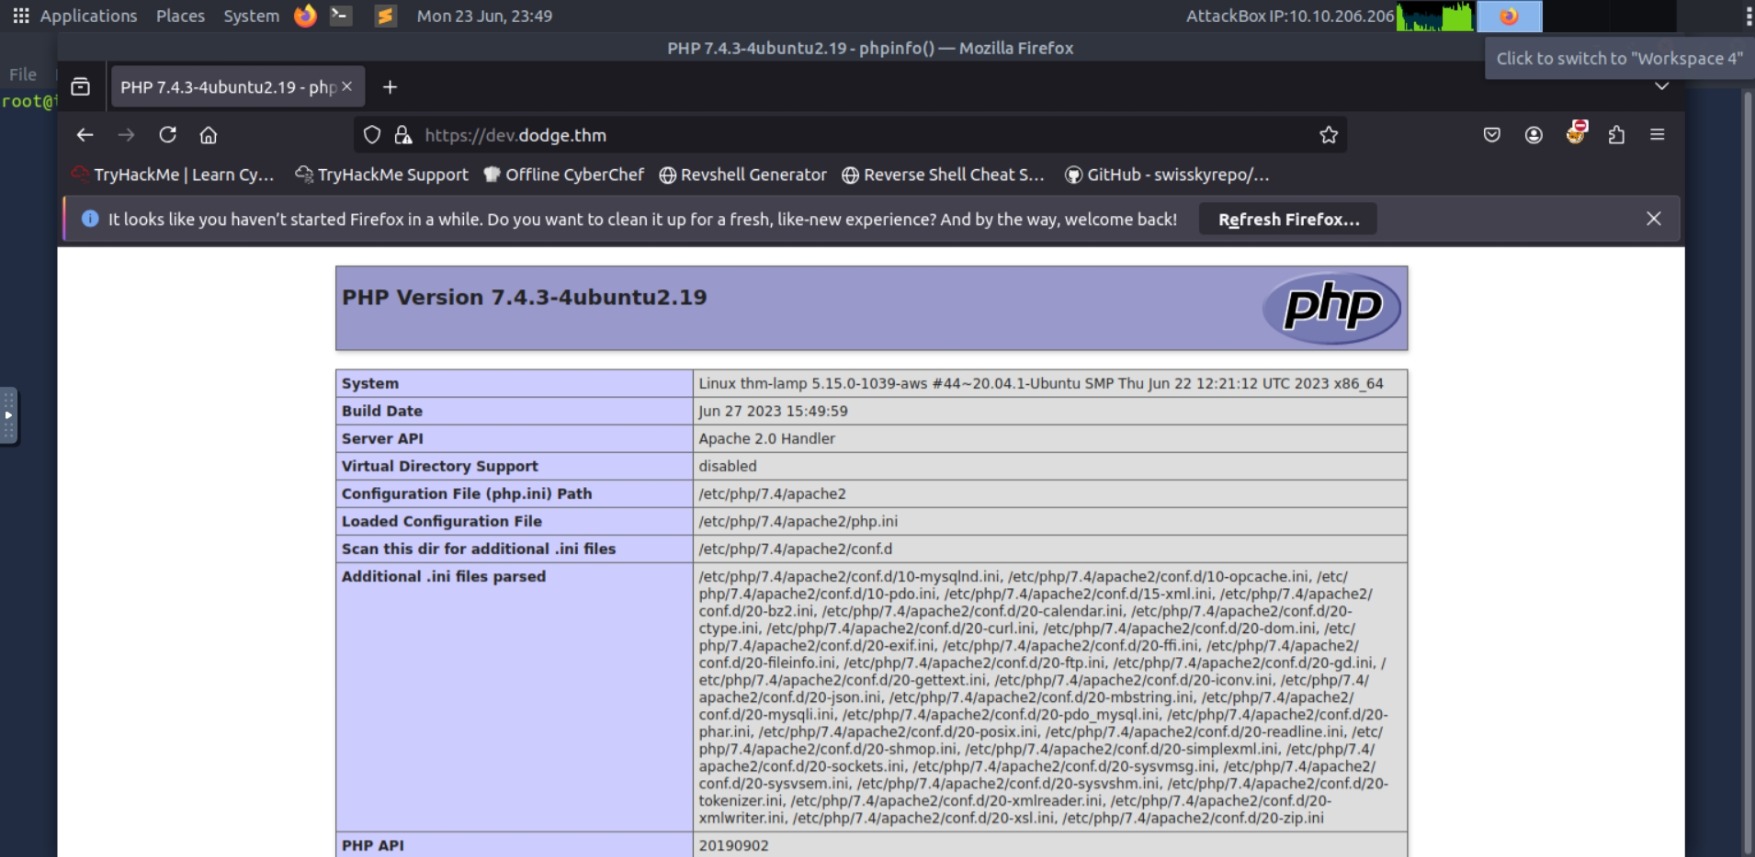 Applications Places System Mon 23 Jun, 23:49 AttackBox IP:10.10.206.206
PHP 7.4.3-4ubuntu2.19 - phpinfo() — Mozilla Firefox
Click to switch to "Workspace 4"
File
PHP 7.4.3-4ubuntu2.19 - php
root@
https://dev.dodge.thm
TryHackMe | Learn Cy... TryHackMe Support Offline CyberChef Revshell Generator Reverse Shell Cheat S... GitHub - swisskyrepo/...
It looks like you haven't started Firefox in a while. Do you want to clean it up for a fresh, like-new experience? And by the way, welcome back! Refresh Firefox...
PHP Version 7.4.3-4ubuntu2.19 php
System Linux thm-lamp 5.15.0-1039-aws #44~20.04.1-Ubuntu SMP Thu Jun 22 12:21:12 UTC 2023 x86_64
Build Date Jun 27 2023 15:49:59
Server API Apache 2.0 Handler
Virtual Directory Support disabled
Configuration File (php.ini) Path /etc/php/7.4/apache2
Loaded Configuration File /etc/php/7.4/apache2/php.ini
Scan this dir for additional .ini files /etc/php/7.4/apache2/conf.d
Additional .ini files parsed /etc/php/7.4/apache2/conf.d/10-mysqlnd.ini, /etc/php/7.4/apache2/conf.d/10-opcache.ini, /etc/
php/7.4/apache2/conf.d/10-pdo.ini, /etc/php/7.4/apache2/conf.d/15-xml.ini, /etc/php/7.4/apache2/
conf.d/20-bz2.ini, /etc/php/7.4/apache2/conf.d/20-calendar.ini, /etc/php/7.4/apache2/conf.d/20-
ctype.ini, /etc/php/7.4/apache2/conf.d/20-curl.ini, /etc/php/7.4/apache2/conf.d/20-dom.ini, /etc/
php/7.4/apache2/conf.d/20-exif.ini, /etc/php/7.4/apache2/conf.d/20-ffi.ini, /etc/php/7.4/apache2/
conf.d/20-fileinfo.ini, /etc/php/7.4/apache2/conf.d/20-ftp.ini, /etc/php/7.4/apache2/conf.d/20-gd.ini, /
etc/php/7.4/apache2/conf.d/20-gettext.ini, /etc/php/7.4/apache2/conf.d/20-iconv.ini, /etc/php/7.4/
apache2/conf.d/20-json.ini, /etc/php/7.4/apache2/conf.d/20-mbstring.ini, /etc/php/7.4/apache2/
conf.d/20-mysqli.ini, /etc/php/7.4/apache2/conf.d/20-pdo_mysql.ini, /etc/php/7.4/apache2/conf.d/20-
phar.ini, /etc/php/7.4/apache2/conf.d/20-posix.ini, /etc/php/7.4/apache2/conf.d/20-readline.ini, /etc/
php/7.4/apache2/conf.d/20-shmop.ini, /etc/php/7.4/apache2/conf.d/20-simplexml.ini, /etc/php/7.4/
apache2/conf.d/20-sockets.ini, /etc/php/7.4/apache2/conf.d/20-sysvmsg.ini, /etc/php/7.4/apache2/
conf.d/20-sysvsem.ini, /etc/php/7.4/apache2/conf.d/20-sysvshm.ini, /etc/php/7.4/apache2/conf.d/20-
tokenizer.ini, /etc/php/7.4/apache2/conf.d/20-xmlreader.ini, /etc/php/7.4/apache2/conf.d/20-
xmlwriter.ini, /etc/php/7.4/apache2/conf.d/20-xsl.ini, /etc/php/7.4/apache2/conf.d/20-zip.ini
PHP API 20190902